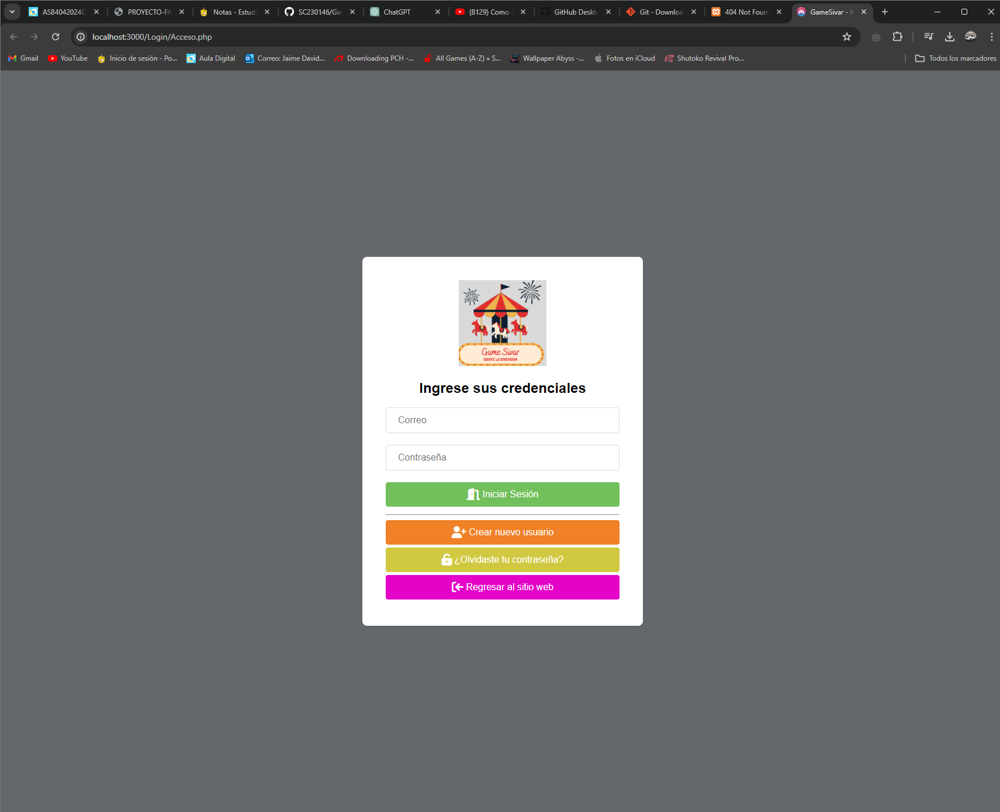 ASB4042024C
PROYECTO-FA
Notas - Estudi
SC230146/Gar
ChatGPT
(8129) Como a
GitHub Deskto
Git - Downloa
404 Not Foun
GameSivar - I
localhost:3000/Login/Acceso.php
Gmail
YouTube
Inicio de sesión - Po...
Aula Digital
Correo: Jaime David...
Downloading PCH -...
All Games (A-Z) » S...
Wallpaper Abyss -...
Fotos en iCloud
Shutoko Revival Pro...
Todos los marcadores
Game Sivar
SIENTE LA DIVERSION
Ingrese sus credenciales
Correo
Contraseña
Iniciar Sesión
Crear nuevo usuario
¿Olvidaste tu contraseña?
Regresar al sitio web